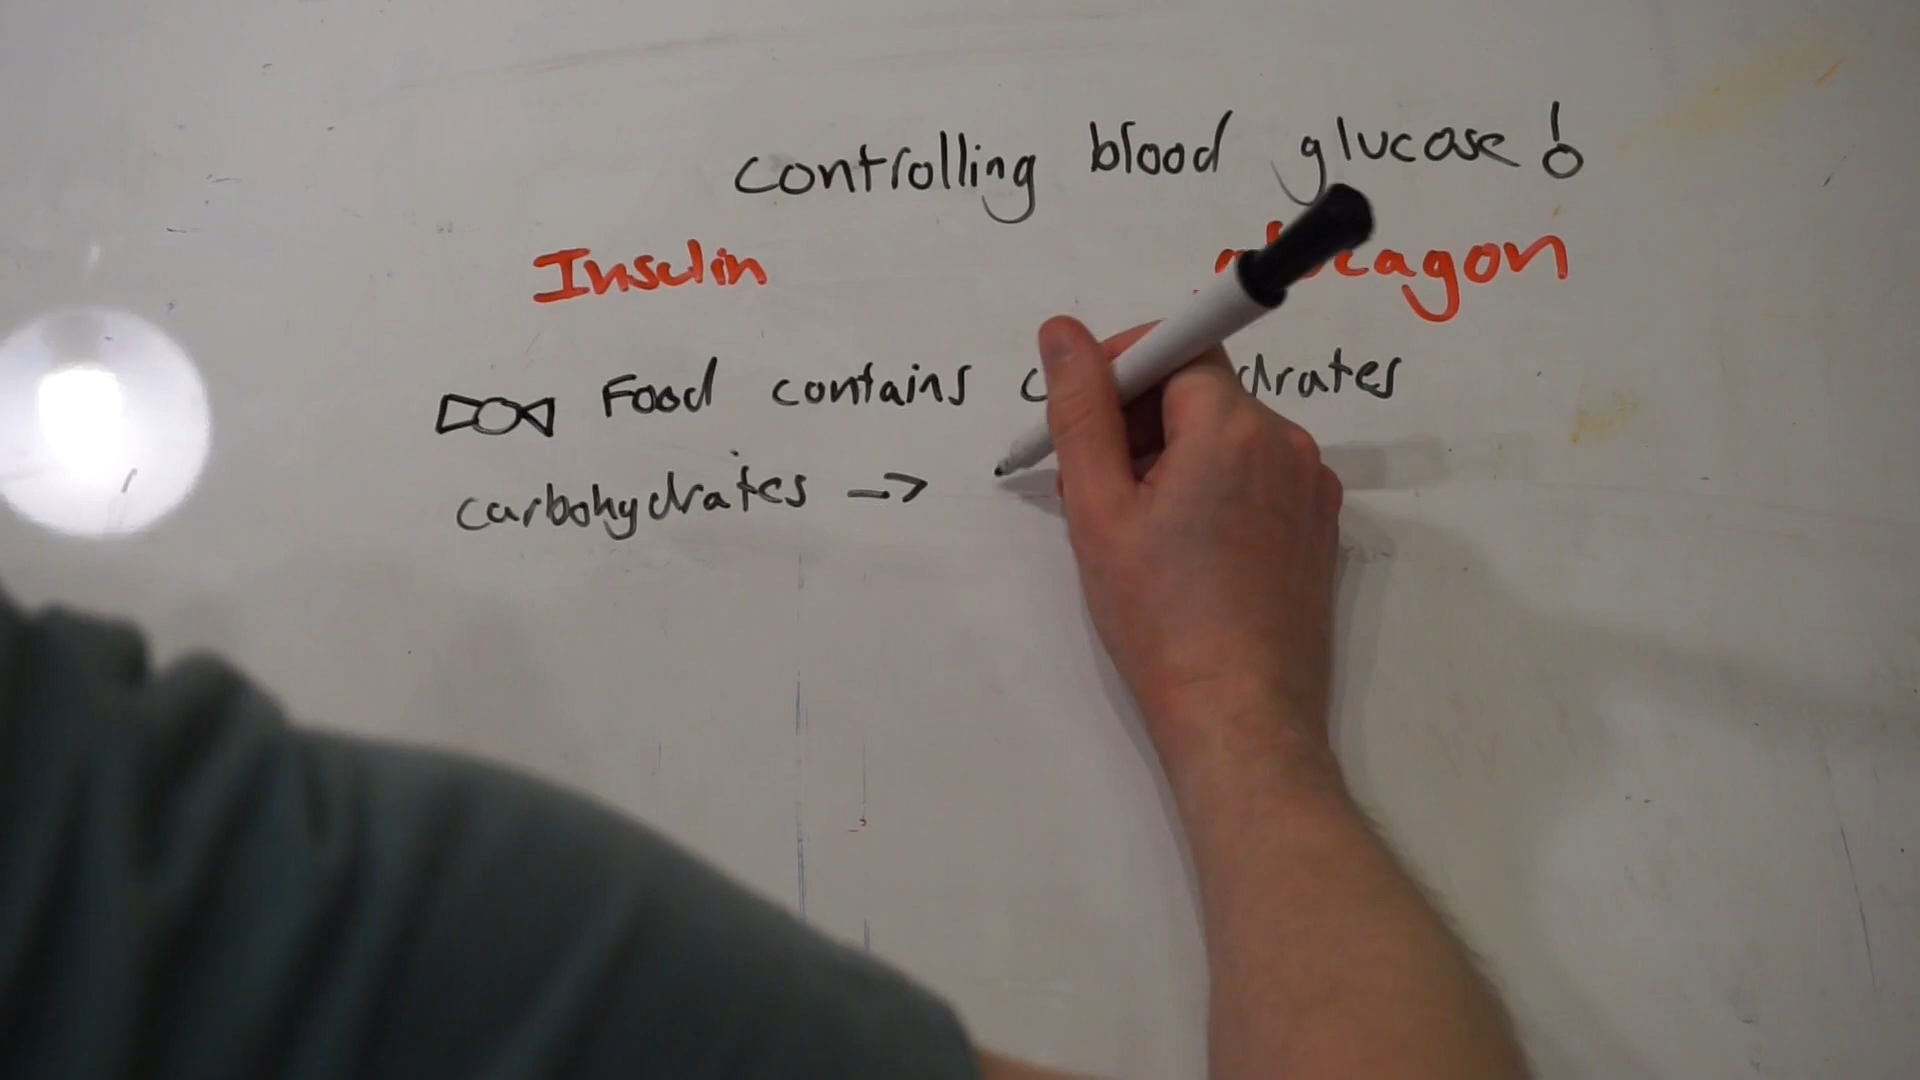 controlling blood glucose!
Insulin
Food contains
carbohydrates ->